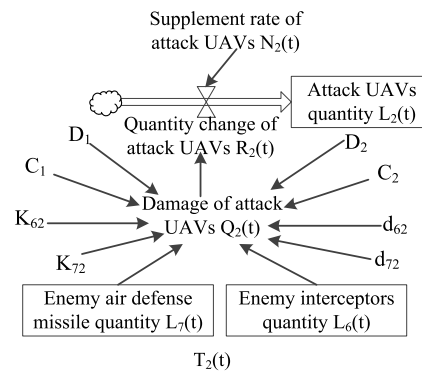 Supplement rate of
attack UAVs N₂(t)
Attack UAVs
quantity L₂(t)
Quantity change of
attack UAVs R₂(t)
D₁
D₂
C₁
C₂
Damage of attack
UAVs Q₂(t)
K₆₂
d₆₂
K₇₂
d₇₂
Enemy air defense
missile quantity L₇(t)
Enemy interceptors
quantity L₆(t)
T₂(t)